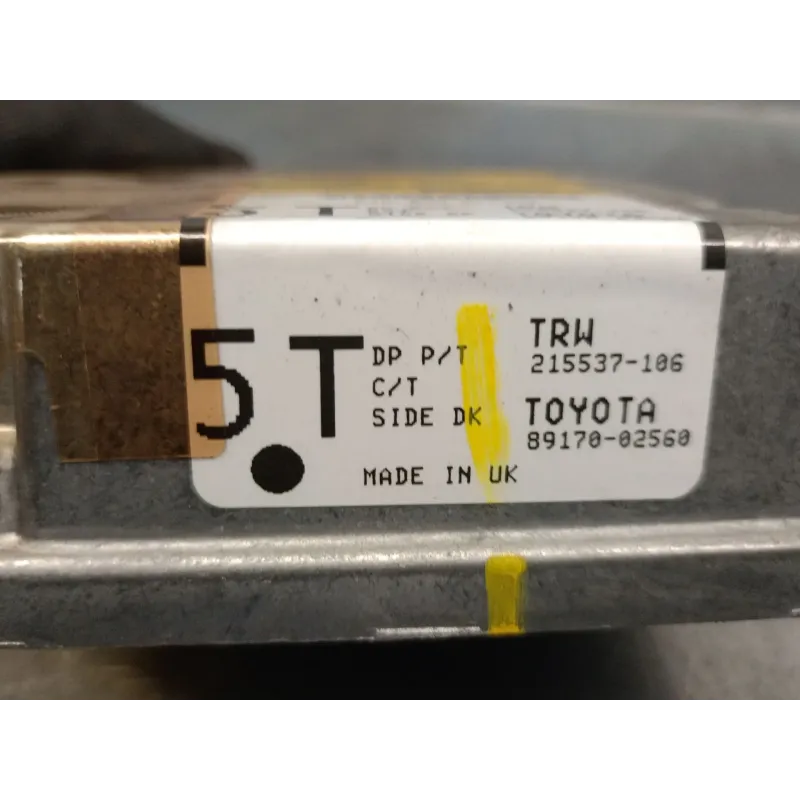 5.T
DP P/T
C/T
SIDE DK
MADE IN UK
TRW
215537-106
TOYOTA
89170-02560